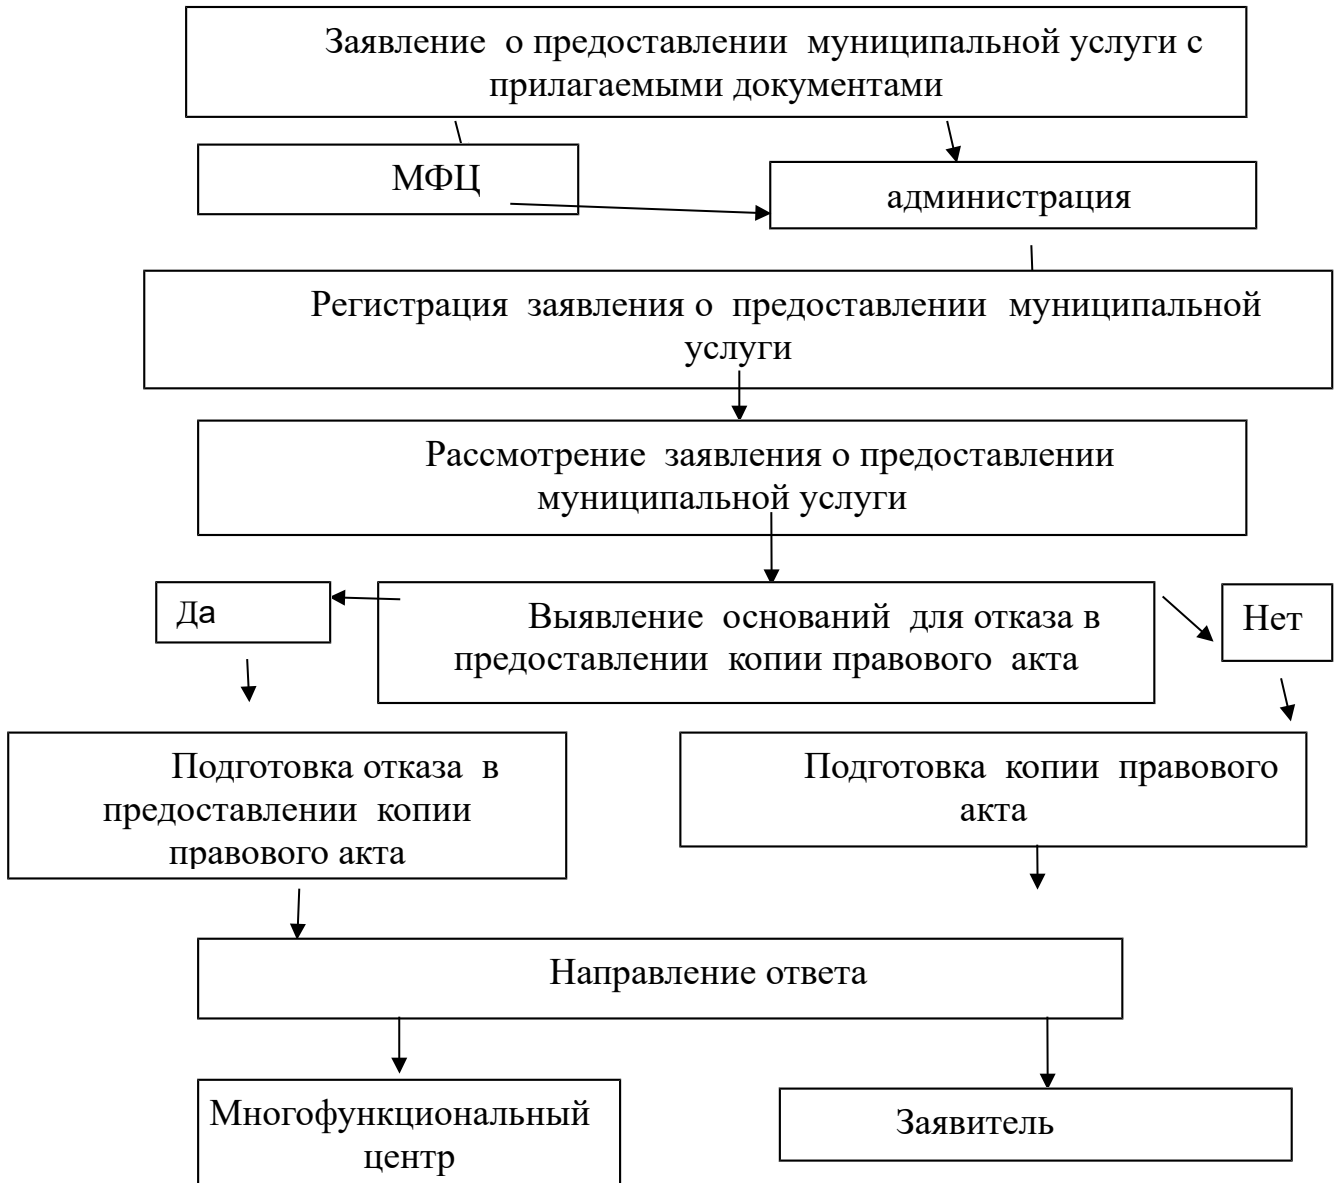 Заявление о предоставлении муниципальной услуги с
прилагаемыми документами
МФЦ
администрация
Регистрация заявления о предоставлении муниципальной
услуги
Рассмотрение заявления о предоставлении
муниципальной услуги
Да
Выявление оснований для отказа в
предоставлении копии правового акта
Нет
Подготовка отказа в
предоставлении копии
правового акта
Подготовка копии правового
акта
Направление ответа
Многофункциональный
центр
Заявитель